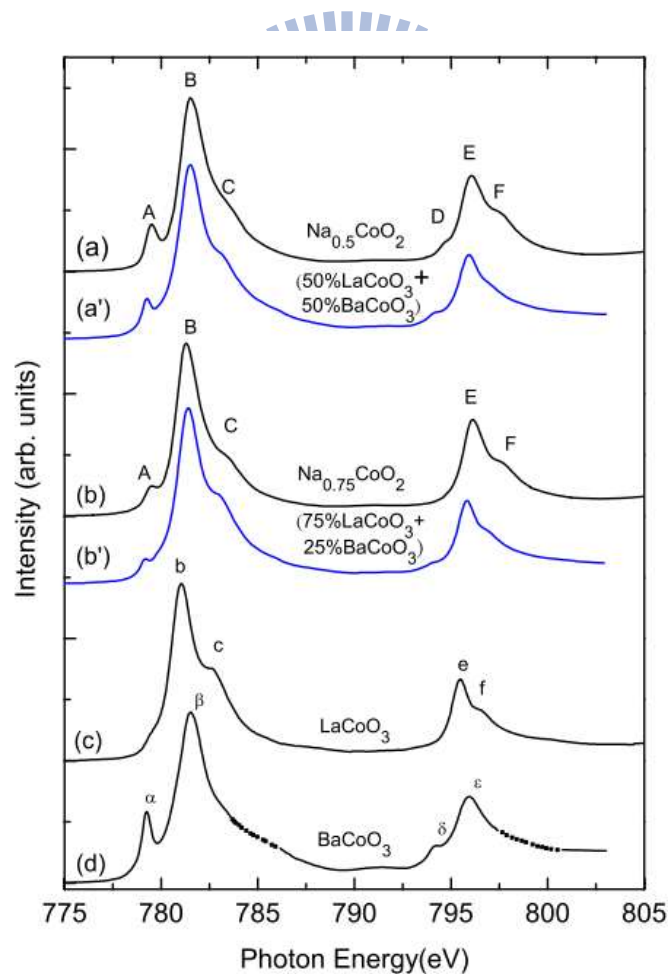 B
A
C
E
D
F
(a)
Na0.5CoO2
(a')
(50%LaCoO3+
50%BaCoO3)
B
A
C
E
F
(b)
Na0.75CoO2
(b')
(75%LaCoO3+
25%BaCoO3)
b
c
e
f
(c)
LaCoO3
α
β
δ
ε
(d)
BaCoO3
775 780 785 790 795 800 805
Photon Energy(eV)
Intensity (arb. units)